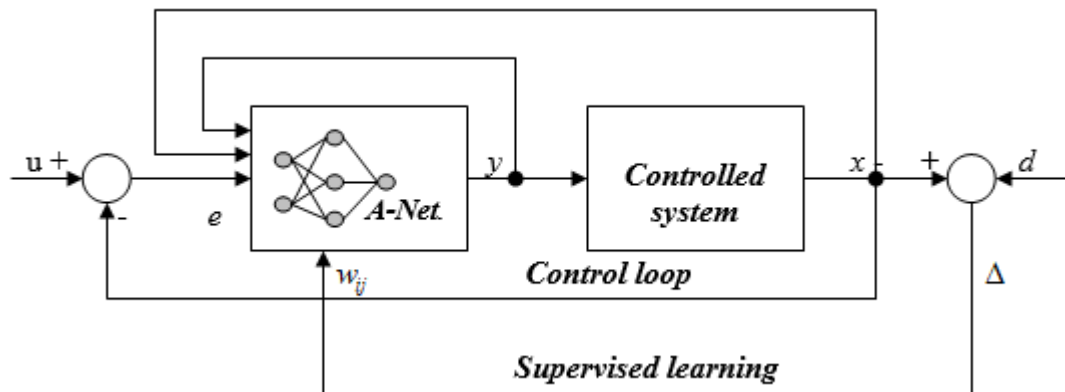 u + y x - + d
Controlled
system
A-Net.
- e
w_ij Control loop Δ
Supervised learning